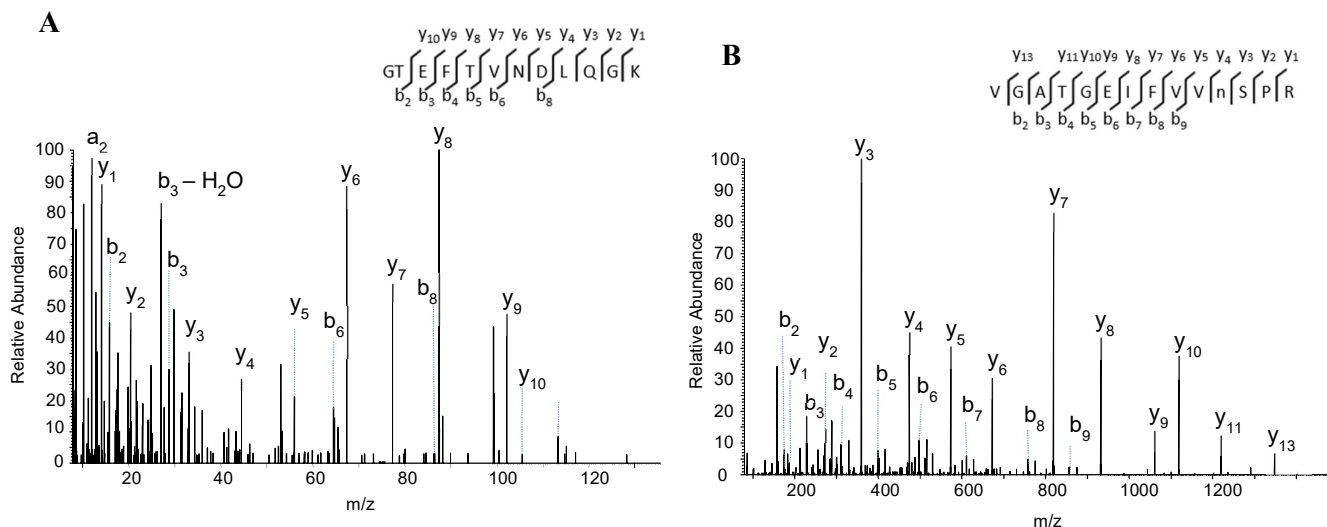 A
y10 y9 y8 y7 y6 y5 y4 y3 y2 y1
GT E F T V N D L Q G K
b2 b3 b4 b5 b6 b8
a2
y1
b3 – H2O
b2
b3
y2
y3
y4
y5
b6
y6
y7
b8
y8
y9
y10
100
90
80
70
60
50
40
30
20
10
0
Relative Abundance
20 40 60 80 100 120
m/z
B
y13 y11 y10 y9 y8 y7 y6 y5 y4 y3 y2 y1
V G A T G E I F V V n S P R
b2 b3 b4 b5 b6 b7 b8 b9
y3
b2
y1
b3
y2
b4
b5
y4
b6
y5
b7
y6
b8
y7
b9
y8
y9
y10
y11
y13
100
90
80
70
60
50
40
30
20
10
0
Relative Abundance
200 400 600 800 1000 1200
m/z